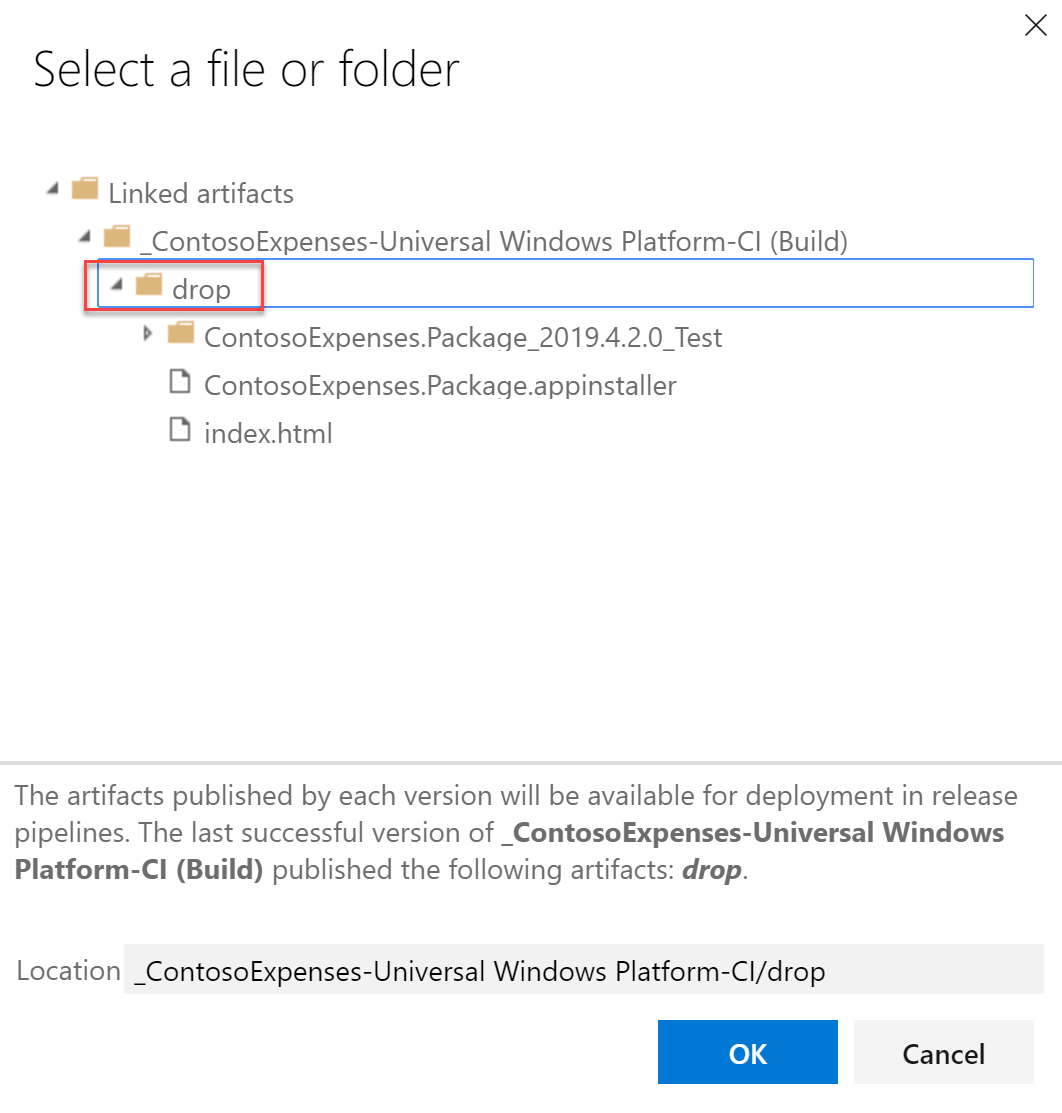 Select a file or folder
Linked artifacts
_ContosoExpenses-Universal Windows Platform-CI (Build)
drop
ContosoExpenses.Package_2019.4.2.0_Test
ContosoExpenses.Package.appinstaller
index.html
The artifacts published by each version will be available for deployment in release
pipelines. The last successful version of _ContosoExpenses-Universal Windows
Platform-CI (Build) published the following artifacts: drop.
Location _ContosoExpenses-Universal Windows Platform-CI/drop
OK Cancel